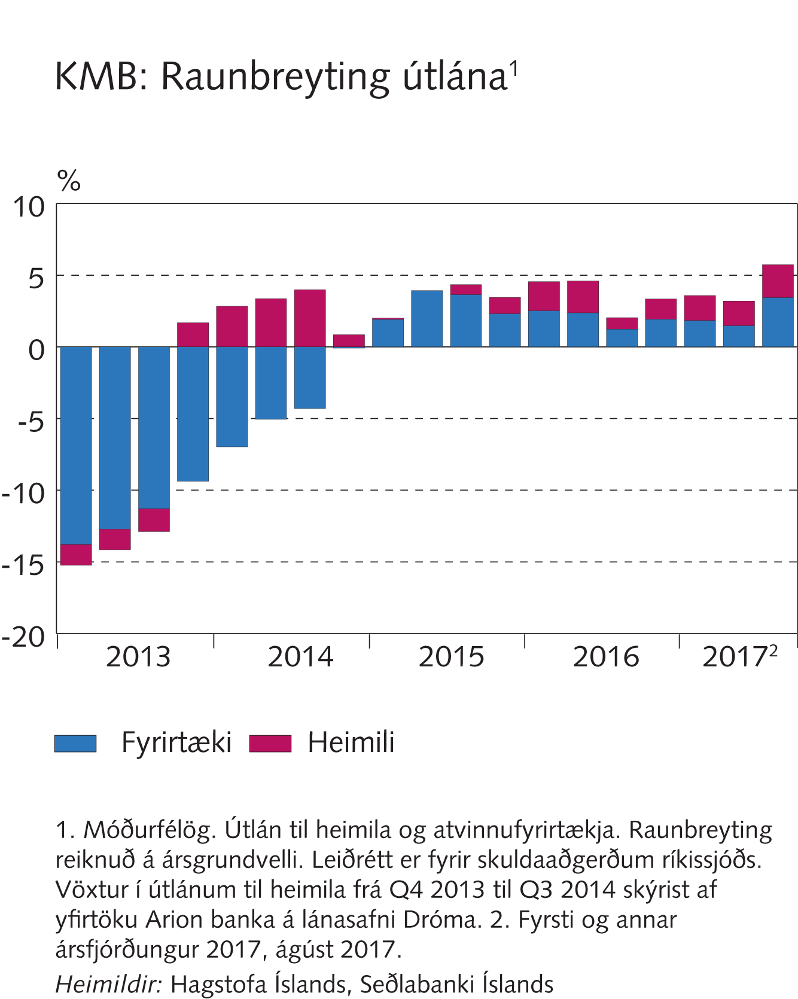 KMB: Raunbreyting útlána¹
%
10
5
0
-5
-10
-15
-20
2013 2014 2015 2016 2017²
Fyrirtæki Heimili
1. Móðurfélög. Útlán til heimila og atvinnufyrirtækja. Raunbreyting
reiknuð á ársgrundvelli. Leiðrétt er fyrir skuldaaðgerðum ríkissjóðs.
Vöxtur í útlánum til heimila frá Q4 2013 til Q3 2014 skýrist af
yfirtöku Arion banka á lánasafni Dróma. 2. Fyrsti og annar
ársfjórðungur 2017, ágúst 2017.
Heimildir: Hagstofa Íslands, Seðlabanki Íslands